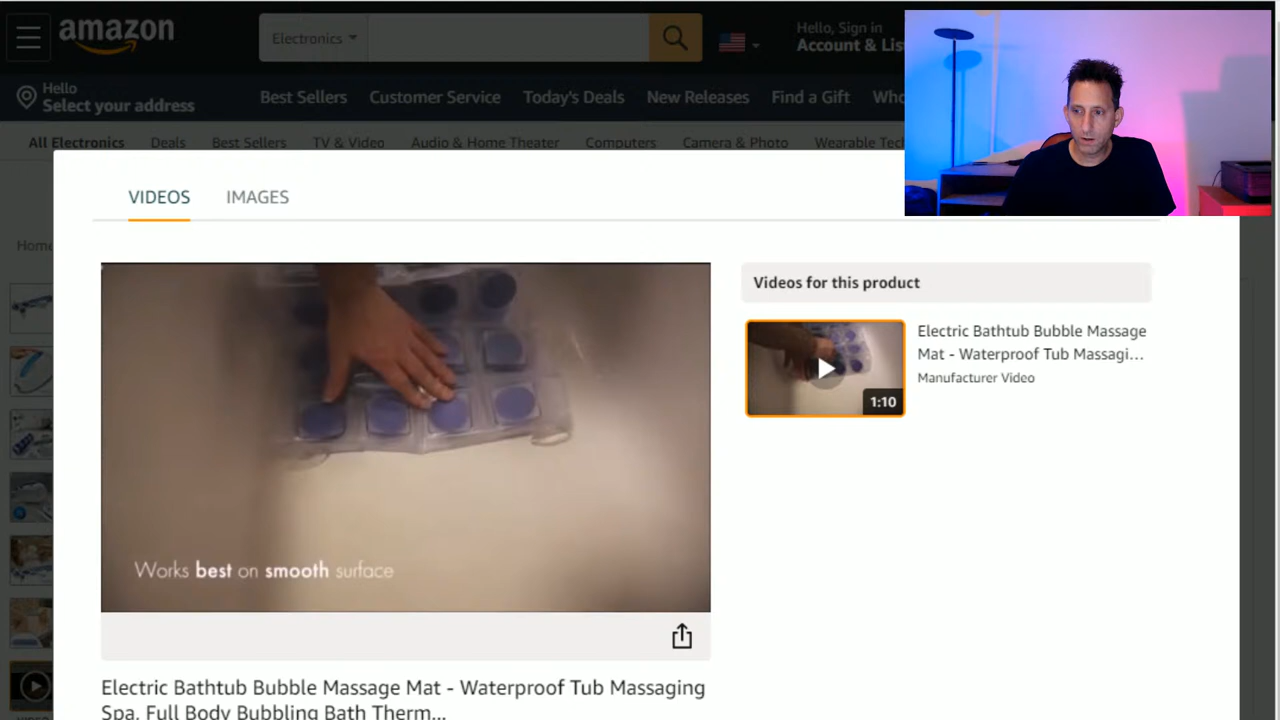 amazon
Electronics
Hello, Sign in
Account & Lis
Hello
Select your address
Best Sellers
Customer Service
Today's Deals
New Releases
Find a Gift
Who
All Electronics
Deals
Best Sellers
TV & Video
Audio & Home Theater
Computers
Camera & Photo
Wearable Tec
VIDEOS
IMAGES
Home
Videos for this product
Electric Bathtub Bubble Massage
Mat - Waterproof Tub Massagi...
Manufacturer Video
1:10
Works best on smooth surface
Electric Bathtub Bubble Massage Mat - Waterproof Tub Massaging
Spa, Full Body Bubbling Bath Therm...